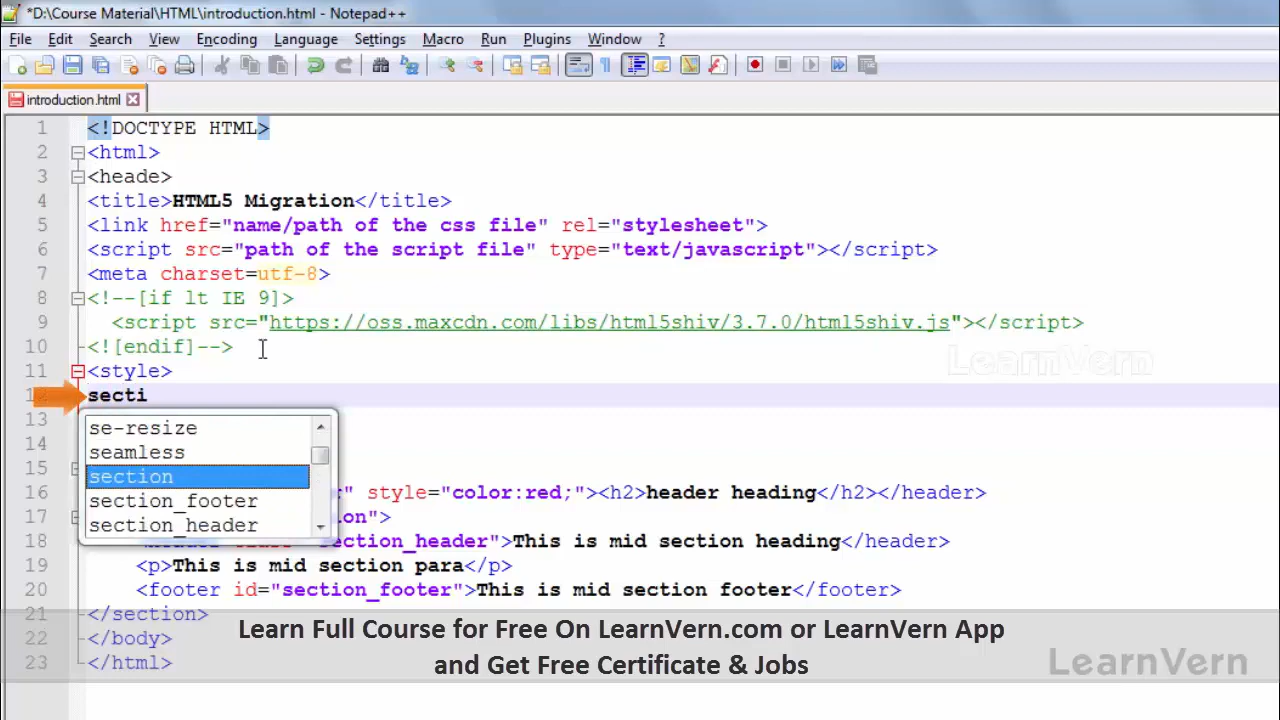 *D:\Course Material\HTML\introduction.html - Notepad++
File Edit Search View Encoding Language Settings Macro Run Plugins Window ?
introduction.html
1 <!DOCTYPE HTML>
2 <html>
3 <heade>
4 <title>HTML5 Migration</title>
5 <link href="name/path of the css file" rel="stylesheet">
6 <script src="path of the script file" type="text/javascript"></script>
7 <meta charset=utf-8>
8 <!--[if lt IE 9]>
9 <script src="https://oss.maxcdn.com/libs/html5shiv/3.7.0/html5shiv.js"></script>
10 <![endif]-->
LearnVern
11 <style>
secti
13
se-resize
14
seamless
15
section
16 " style="color:red;"><h2>header heading</h2></header>
section_footer
17 on">
section_header
18 section_header">This is mid section heading</header>
19 <p>This is mid section para</p>
20 <footer id="section_footer">This is mid section footer</footer>
21 </section>
22 </body>
23 </html>
Learn Full Course for Free On LearnVern.com or LearnVern App
and Get Free Certificate & Jobs
LearnVern